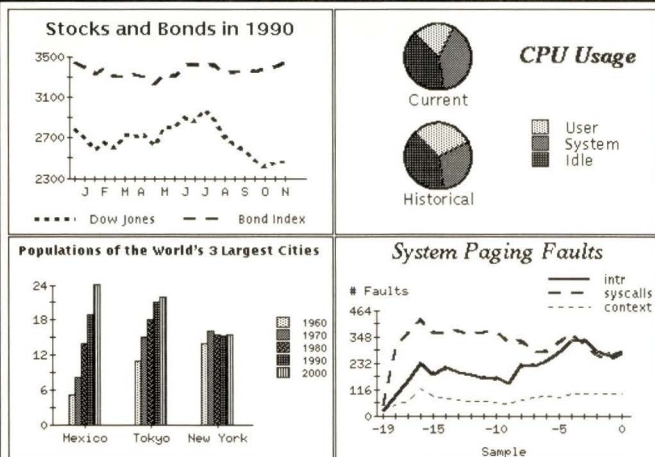 Stocks and Bonds in 1990
3500
3100
2700
2300
J F M A M J J A S O N
Dow Jones Bond Index
CPU Usage
Current
Historical
User
System
Idle
Populations of the World's 3 Largest Cities
24
18
12
6
0
Mexico Tokyo New York
1960
1970
1980
1990
2000
System Paging Faults
# Faults
intr
syscalls
context
464
348
232
116
0
-19 -15 -10 -5 0
Sample